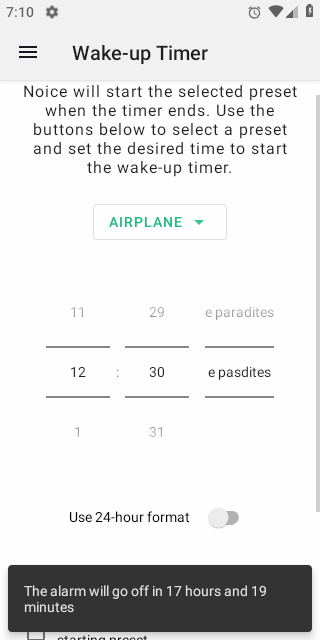 7:10
Wake-up Timer
Noice will start the selected preset
when the timer ends. Use the
buttons below to select a preset
and set the desired time to start
the wake-up timer.
AIRPLANE
11 29 e paradites
12 : 30 e pasdites
1 31
Use 24-hour format
The alarm will go off in 17 hours and 19
minutes
starting preset